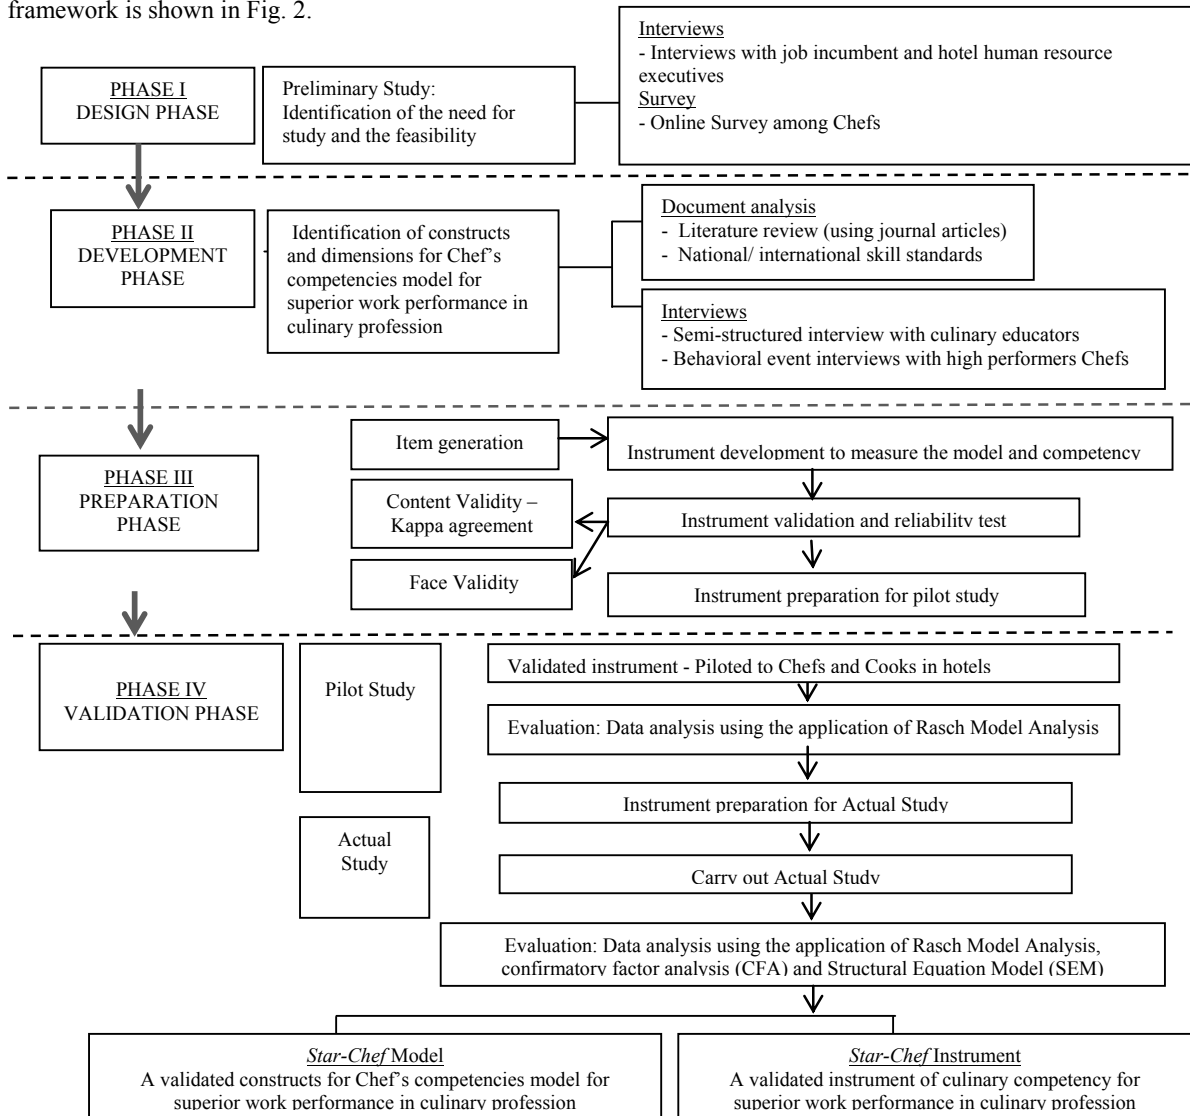 framework is shown in Fig. 2.
PHASE I
DESIGN PHASE
Preliminary Study:
Identification of the need for
study and the feasibility
Interviews
- Interviews with job incumbent and hotel human resource
executives
Survey
- Online Survey among Chefs
PHASE II
DEVELOPMENT
PHASE
Identification of constructs
and dimensions for Chef's
competencies model for
superior work performance in
culinary profession
Document analysis
- Literature review (using journal articles)
- National/ international skill standards
Interviews
- Semi-structured interview with culinary educators
- Behavioral event interviews with high performers Chefs
PHASE III
PREPARATION
PHASE
Item generation
Instrument development to measure the model and competency
Content Validity –
Kappa agreement
Face Validity
Instrument validation and reliability test
Instrument preparation for pilot study
PHASE IV
VALIDATION PHASE
Pilot Study
Validated instrument - Piloted to Chefs and Cooks in hotels
Evaluation: Data analysis using the application of Rasch Model Analysis
Instrument preparation for Actual Study
Actual
Study
Carry out Actual Study
Evaluation: Data analysis using the application of Rasch Model Analysis,
confirmatory factor analysis (CFA) and Structural Equation Model (SEM)
Star-Chef Model
A validated constructs for Chef's competencies model for
superior work performance in culinary profession
Star-Chef Instrument
A validated instrument of culinary competency for
superior work performance in culinary profession